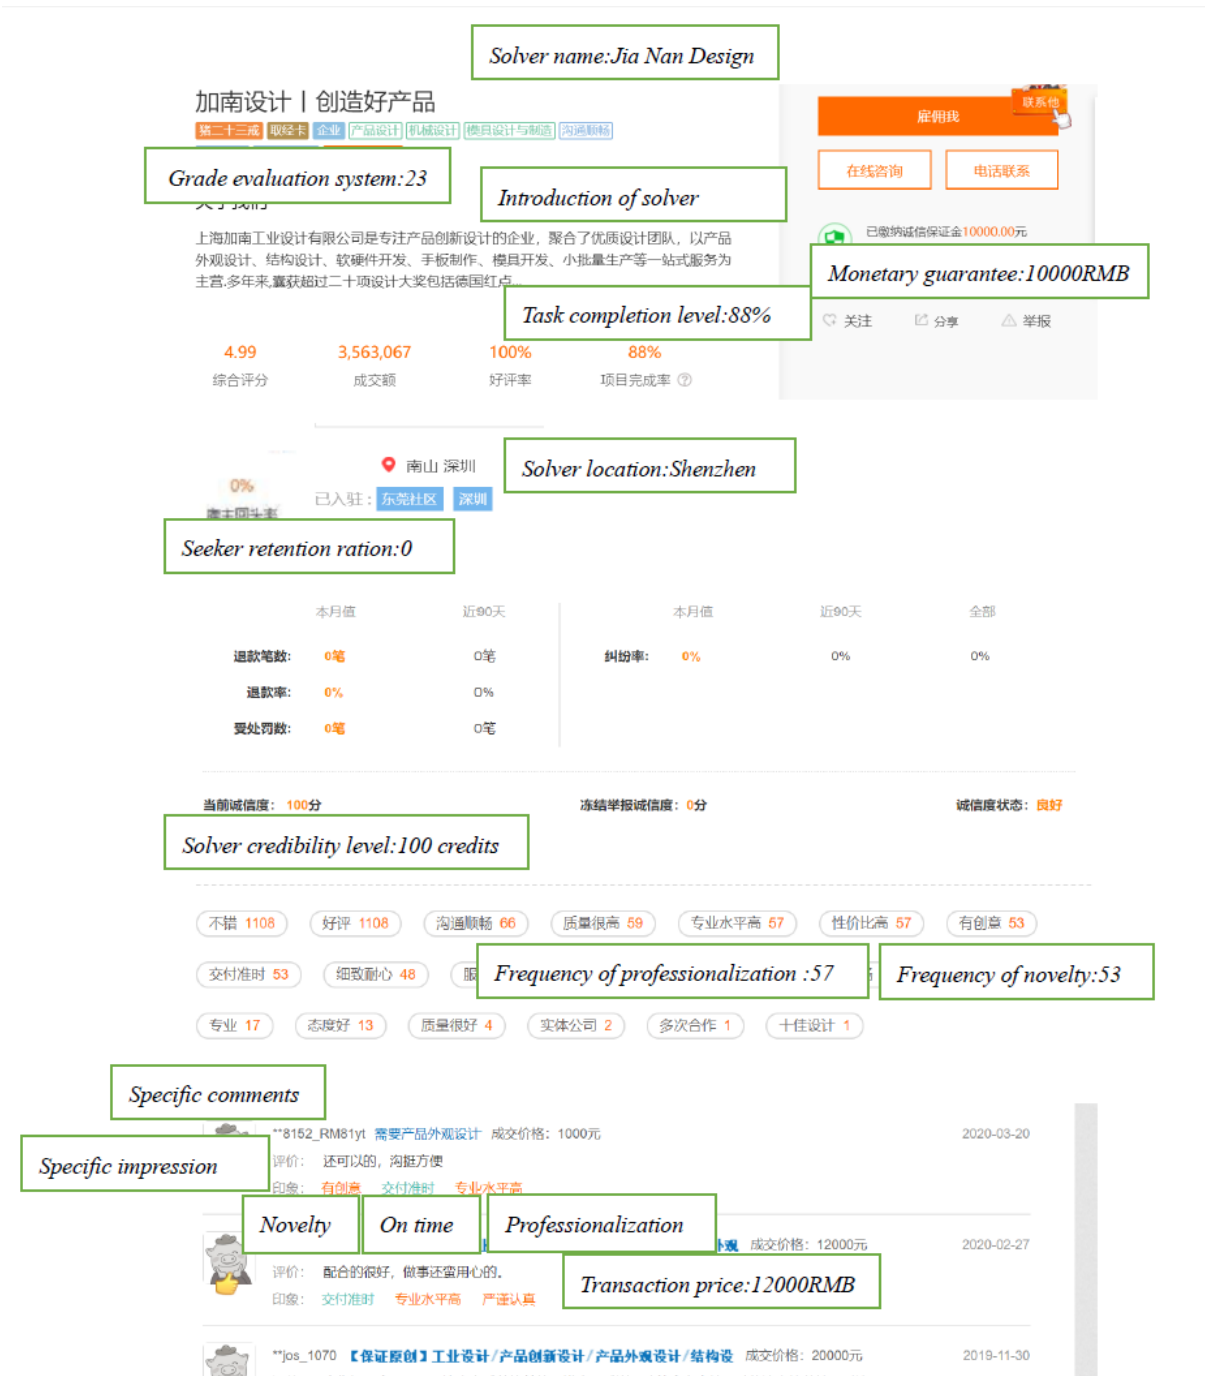 Solver name:Jia Nan Design
加南设计丨创造好产品
联系他
雇佣我
猪二十三戒 取经卡 企业 产品设计 机械设计 模具设计与制造 沟通顺畅
在线咨询 电话联系
Grade evaluation system:23
Introduction of solver
关于我们
上海加南工业设计有限公司是专注产品创新设计的企业，聚合了优质设计团队，以产品
外观设计、结构设计、软硬件开发、手板制作、模具开发、小批量生产等一站式服务为
主营.多年来,囊获超过二十项设计大奖包括德国红点...
已缴纳诚信保证金10000.00元
Monetary guarantee:10000RMB
Task completion level:88%
关注 分享 举报
4.99 3,563,067 100% 88%
综合评分 成交额 好评率 项目完成率
南山 深圳
Solver location:Shenzhen
0%
已入驻： 东莞社区 深圳
雇主回头率
Seeker retention ration:0
本月值 近90天 本月值 近90天 全部
退款笔数: 0笔 0笔 纠纷率: 0% 0% 0%
退款率: 0% 0%
受处罚数: 0笔 0笔
当前诚信度： 100分 冻结举报诚信度： 0分 诚信度状态： 良好
Solver credibility level:100 credits
不错 1108 好评 1108 沟通顺畅 66 质量很高 59 专业水平高 57 性价比高 57 有创意 53
交付准时 53 细致耐心 48 服
Frequency of professionalization :57
Frequency of novelty:53
专业 17 态度好 13 质量很好 4 实体公司 2 多次合作 1 十佳设计 1
Specific comments
**8152_RM81yt 需要产品外观设计 成交价格：1000元 2020-03-20
Specific impression
评价： 还可以的，沟挺方便
印象： 有创意 交付准时 专业水平高
Novelty On time Professionalization
外观 成交价格：12000元 2020-02-27
评价： 配合的很好，做事还蛮用心的。
Transaction price:12000RMB
印象： 交付准时 专业水平高 严谨认真
**jos_1070 【保证原创】工业设计/产品创新设计/产品外观设计/结构设 成交价格：20000元 2019-11-30